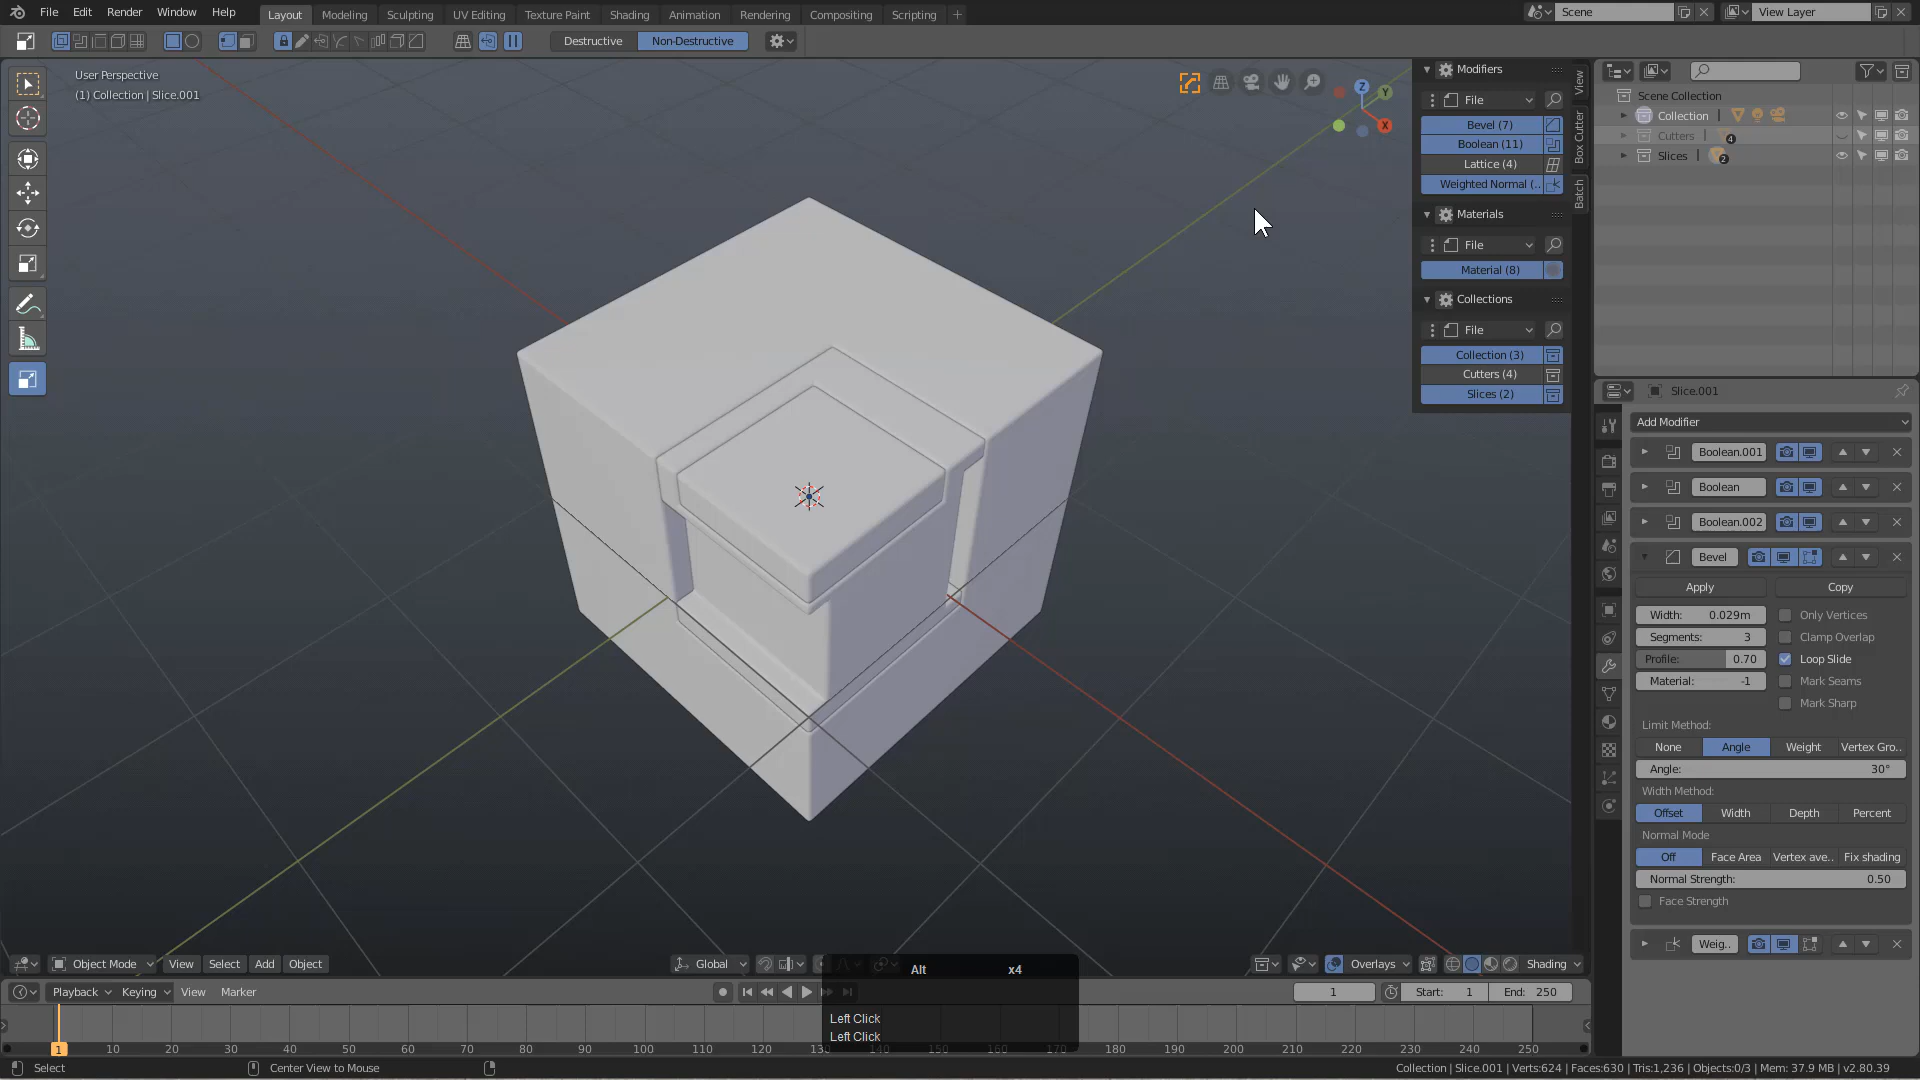 File Edit Render Window Help
Layout Modeling Sculpting UV Editing Texture Paint Shading Animation Rendering Compositing Scripting +
Scene
View Layer
Destructive Non-Destructive
User Perspective
(1) Collection | Slice.001
Z
Y
X
Modifiers
File
Bevel (7)
Boolean (11)
Lattice (4)
Weighted Normal (..
Materials
File
Material (8)
Collections
File
Collection (3)
Cutters (4)
Slices (2)
View
Box Cutter
Batch
Scene Collection
Collection
Cutters 4
Slices 2
Slice.001
Add Modifier
Boolean.001
Boolean
Boolean.002
Bevel
Apply Copy
Width: 0.029m Only Vertices
Segments: 3 Clamp Overlap
Profile: 0.70 Loop Slide
Material: -1 Mark Seams
Mark Sharp
Limit Method:
None Angle Weight Vertex Gro..
Angle: 30°
Width Method:
Offset Width Depth Percent
Normal Mode
Off Face Area Vertex ave.. Fix shading
Normal Strength: 0.50
Face Strength
Weig..
Object Mode View Select Add Object
Global
Overlays
Shading
Alt x4
Left Click
Left Click
Playback Keying View Marker
1 Start: 1 End: 250
1 10 20 30 40 50 60 70 80 90 100 110 120 130 140 150 160 170 180 190 200 210 220 230 240 250
Select Center View to Mouse
Collection | Slice.001 | Verts:624 | Faces:630 | Tris:1,236 | Objects:0/3 | Mem: 37.9 MB | v2.80.39